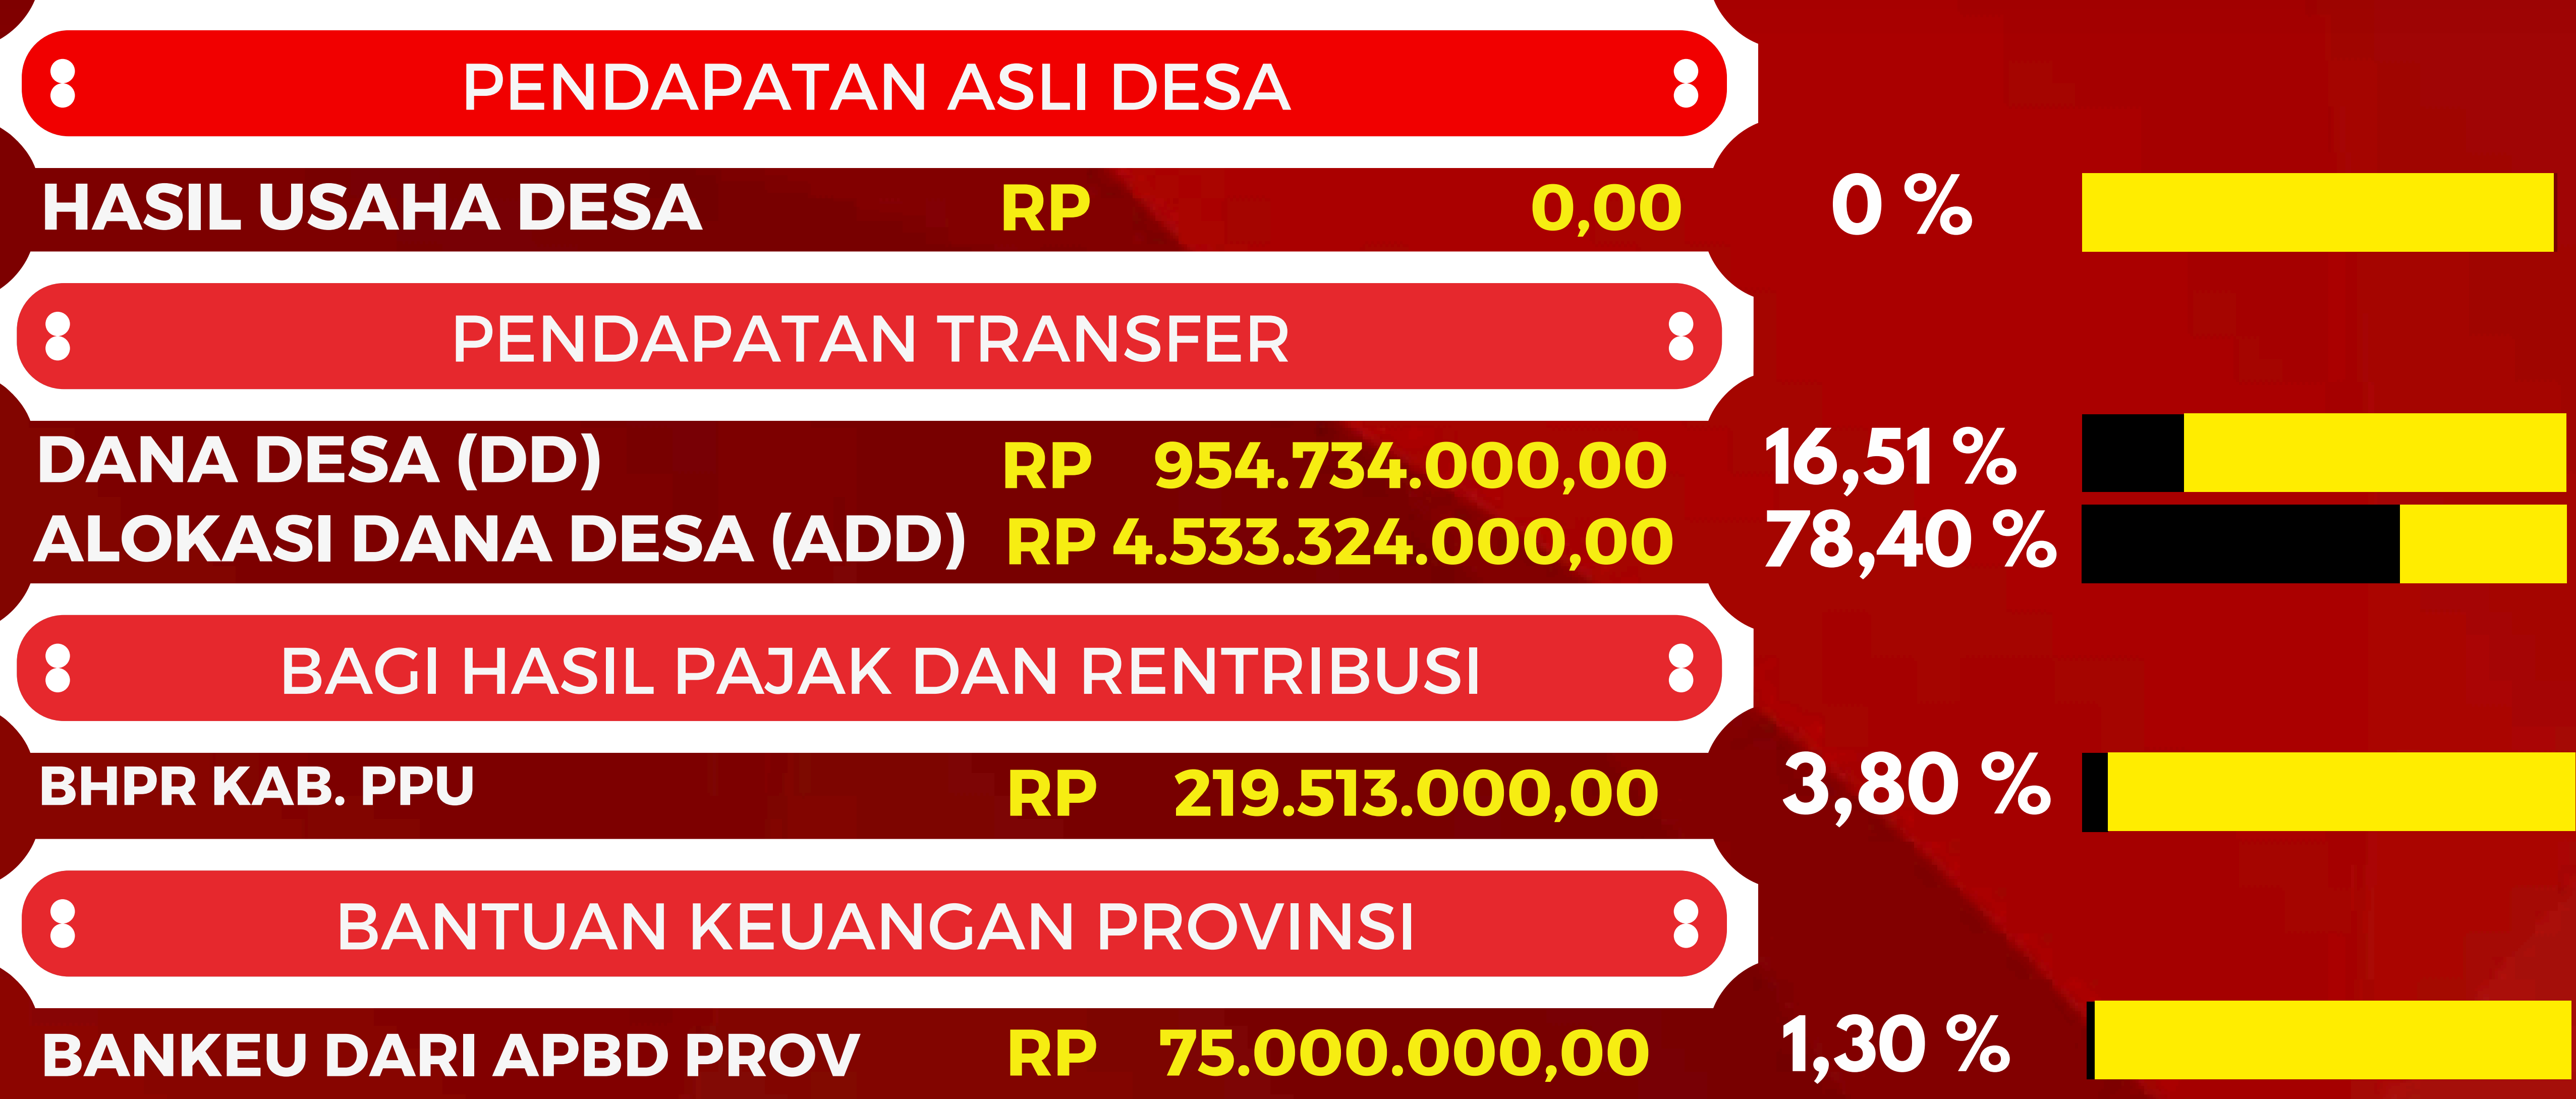 PENDAPATAN ASLI DESA
HASIL USAHA DESA RP 0,00 0 %
PENDAPATAN TRANSFER
DANA DESA (DD) RP 954.734.000,00 16,51 %
ALOKASI DANA DESA (ADD) RP 4.533.324.000,00 78,40 %
BAGI HASIL PAJAK DAN RENTRIBUSI
BHPR KAB. PPU RP 219.513.000,00 3,80 %
BANTUAN KEUANGAN PROVINSI
BANKEU DARI APBD PROV RP 75.000.000,00 1,30 %